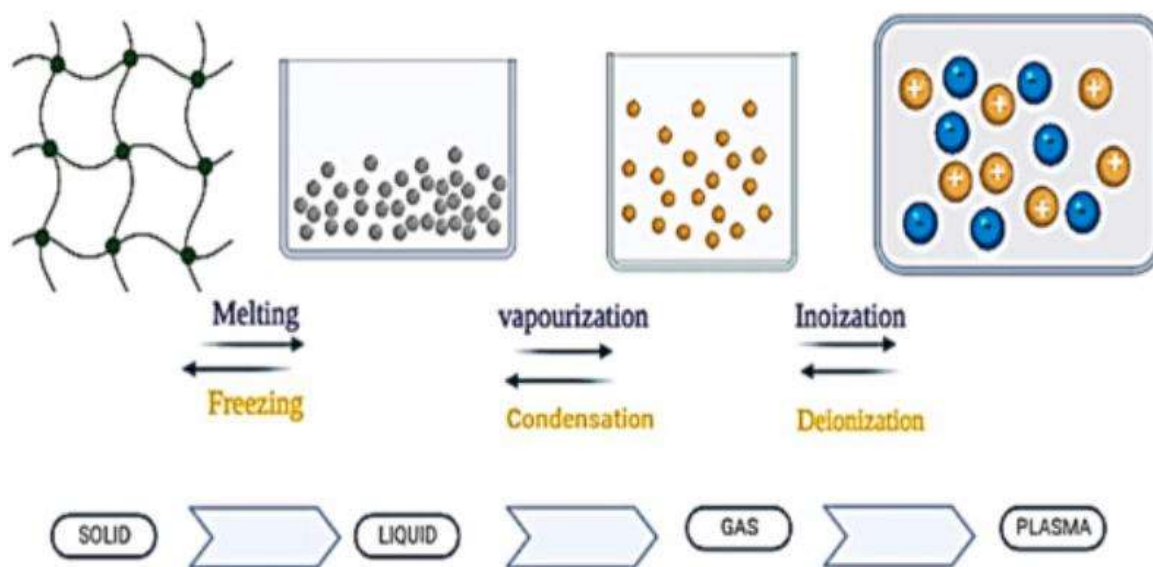 Melting vapourization Inoization
Freezing Condensation Deionization
SOLID LIQUID GAS PLASMA